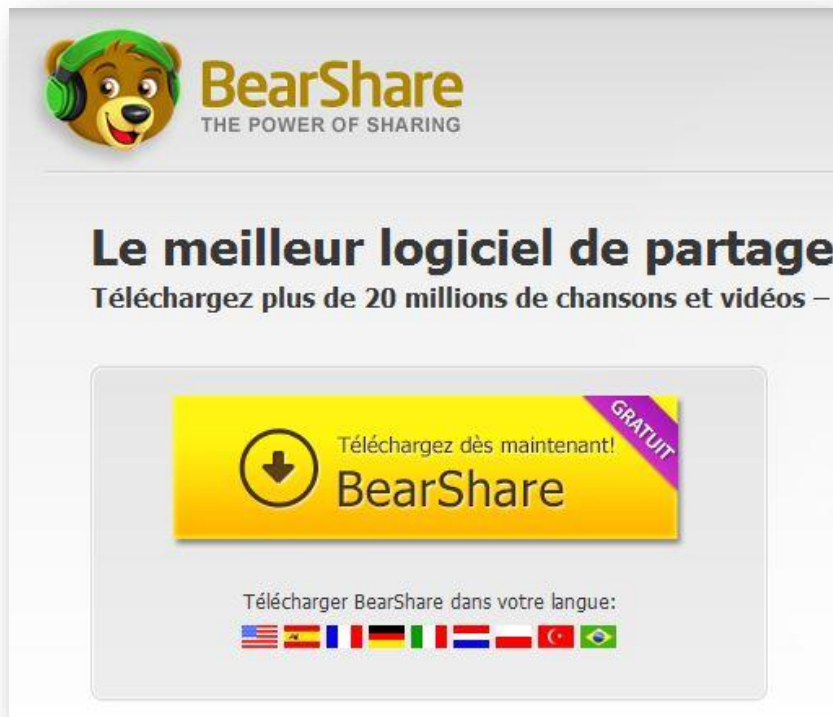 BearShare
THE POWER OF SHARING
Le meilleur logiciel de partage
Téléchargez plus de 20 millions de chansons et vidéos –
GRATUIT
Téléchargez dès maintenant!
BearShare
Télécharger BearShare dans votre langue: